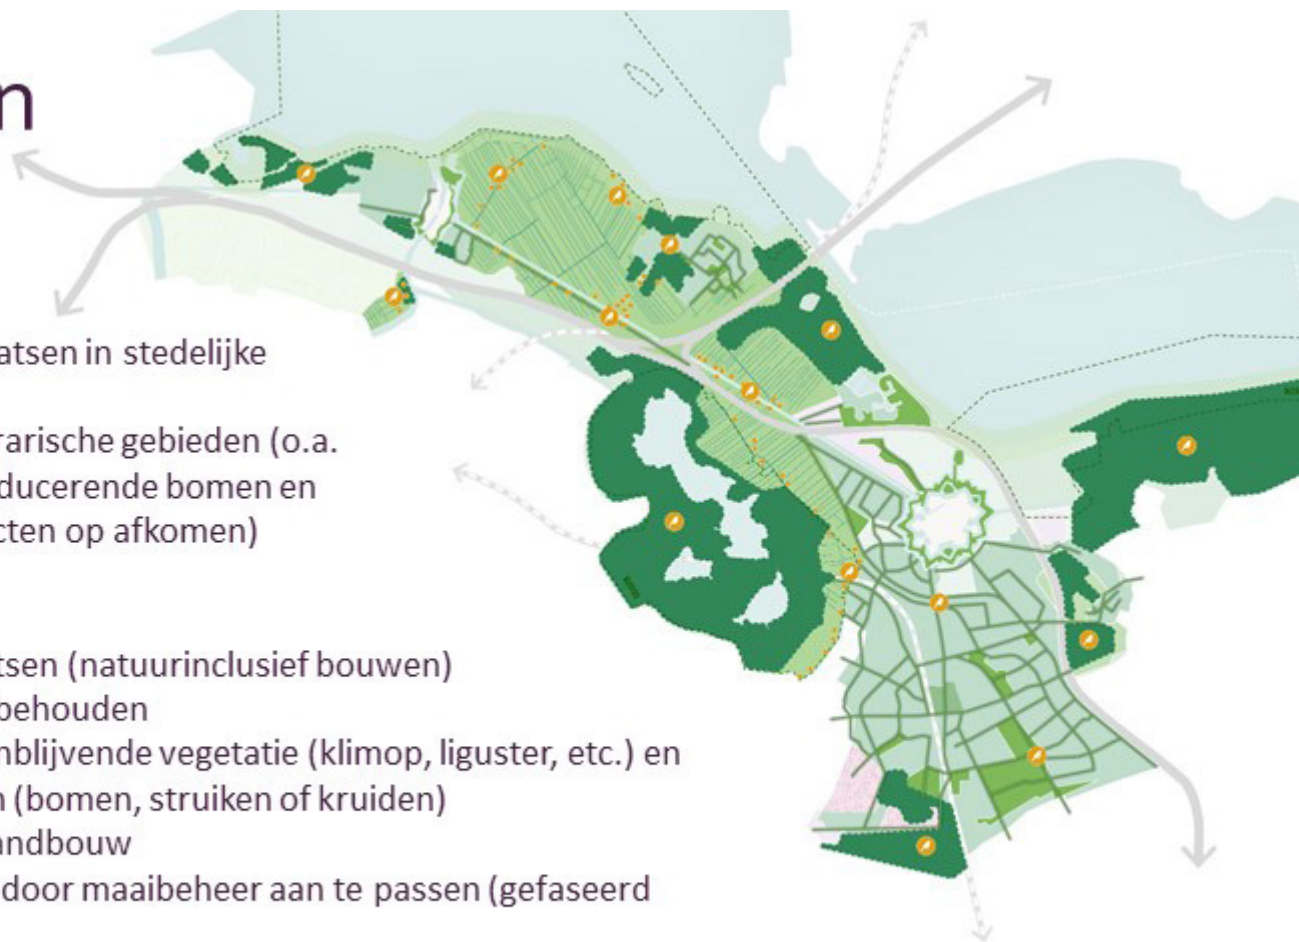 n
atsen in stedelijke
rarische gebieden (o.a.
ducerende bomen en
cten op afkomen)
tsen (natuurinclusief bouwen)
behouden
nblijvende vegetatie (klimop, liguster, etc.) en
n (bomen, struiken of kruiden)
andbouw
door maaibeheer aan te passen (gefaseerd